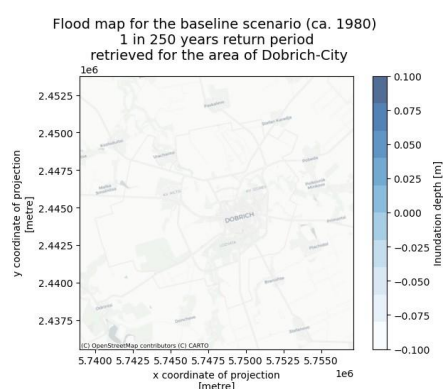 Flood map for the baseline scenario (ca. 1980)
1 in 250 years return period
retrieved for the area of Dobrich-City
1e6
2.4525
2.4500
2.4475
2.4450
2.4425
2.4400
2.4375
y coordinate of projection
[metre]
DOBRICH
(C) OpenStreetMap contributors (C) CARTO
5.7400 5.7425 5.7450 5.7475 5.7500 5.7525 5.7550
1e6
x coordinate of projection
[metre]
0.100
0.075
0.050
0.025
0.000
−0.025
−0.050
−0.075
−0.100
Inundation depth [m]